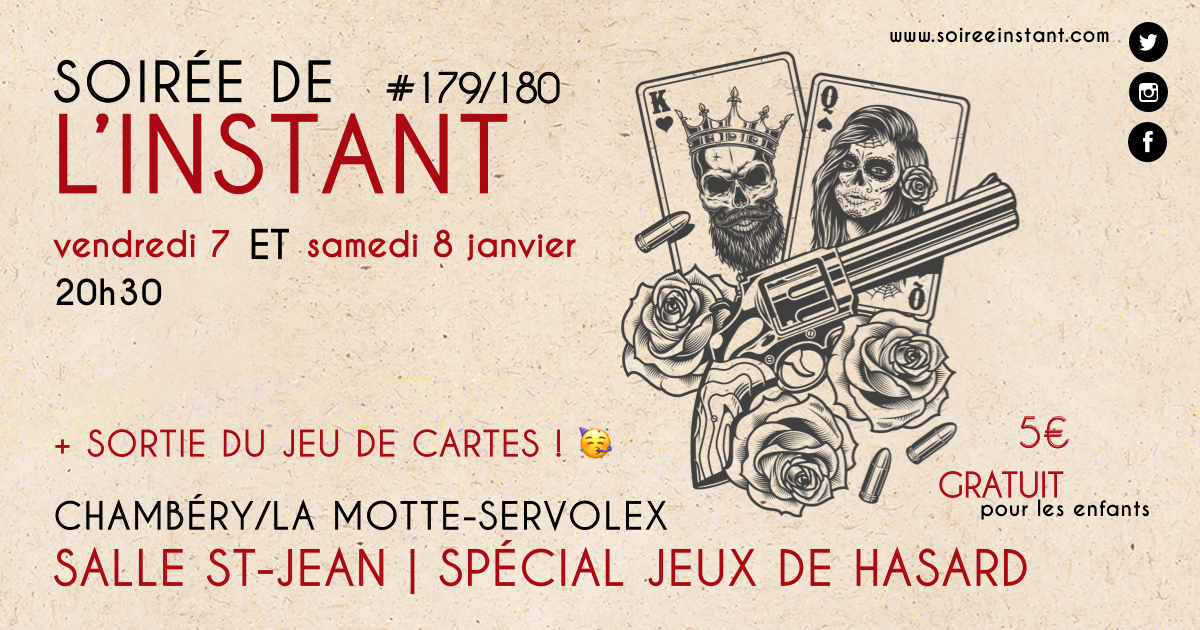 www.soireeinstant.com
SOIRÉE DE #179/180
L'INSTANT
vendredi 7 ET samedi 8 janvier
20h30
K
Q
Q
+ SORTIE DU JEU DE CARTES ! 🥳
5€
GRATUIT
pour les enfants
CHAMBÉRY/LA MOTTE-SERVOLEX
SALLE ST-JEAN | SPÉCIAL JEUX DE HASARD